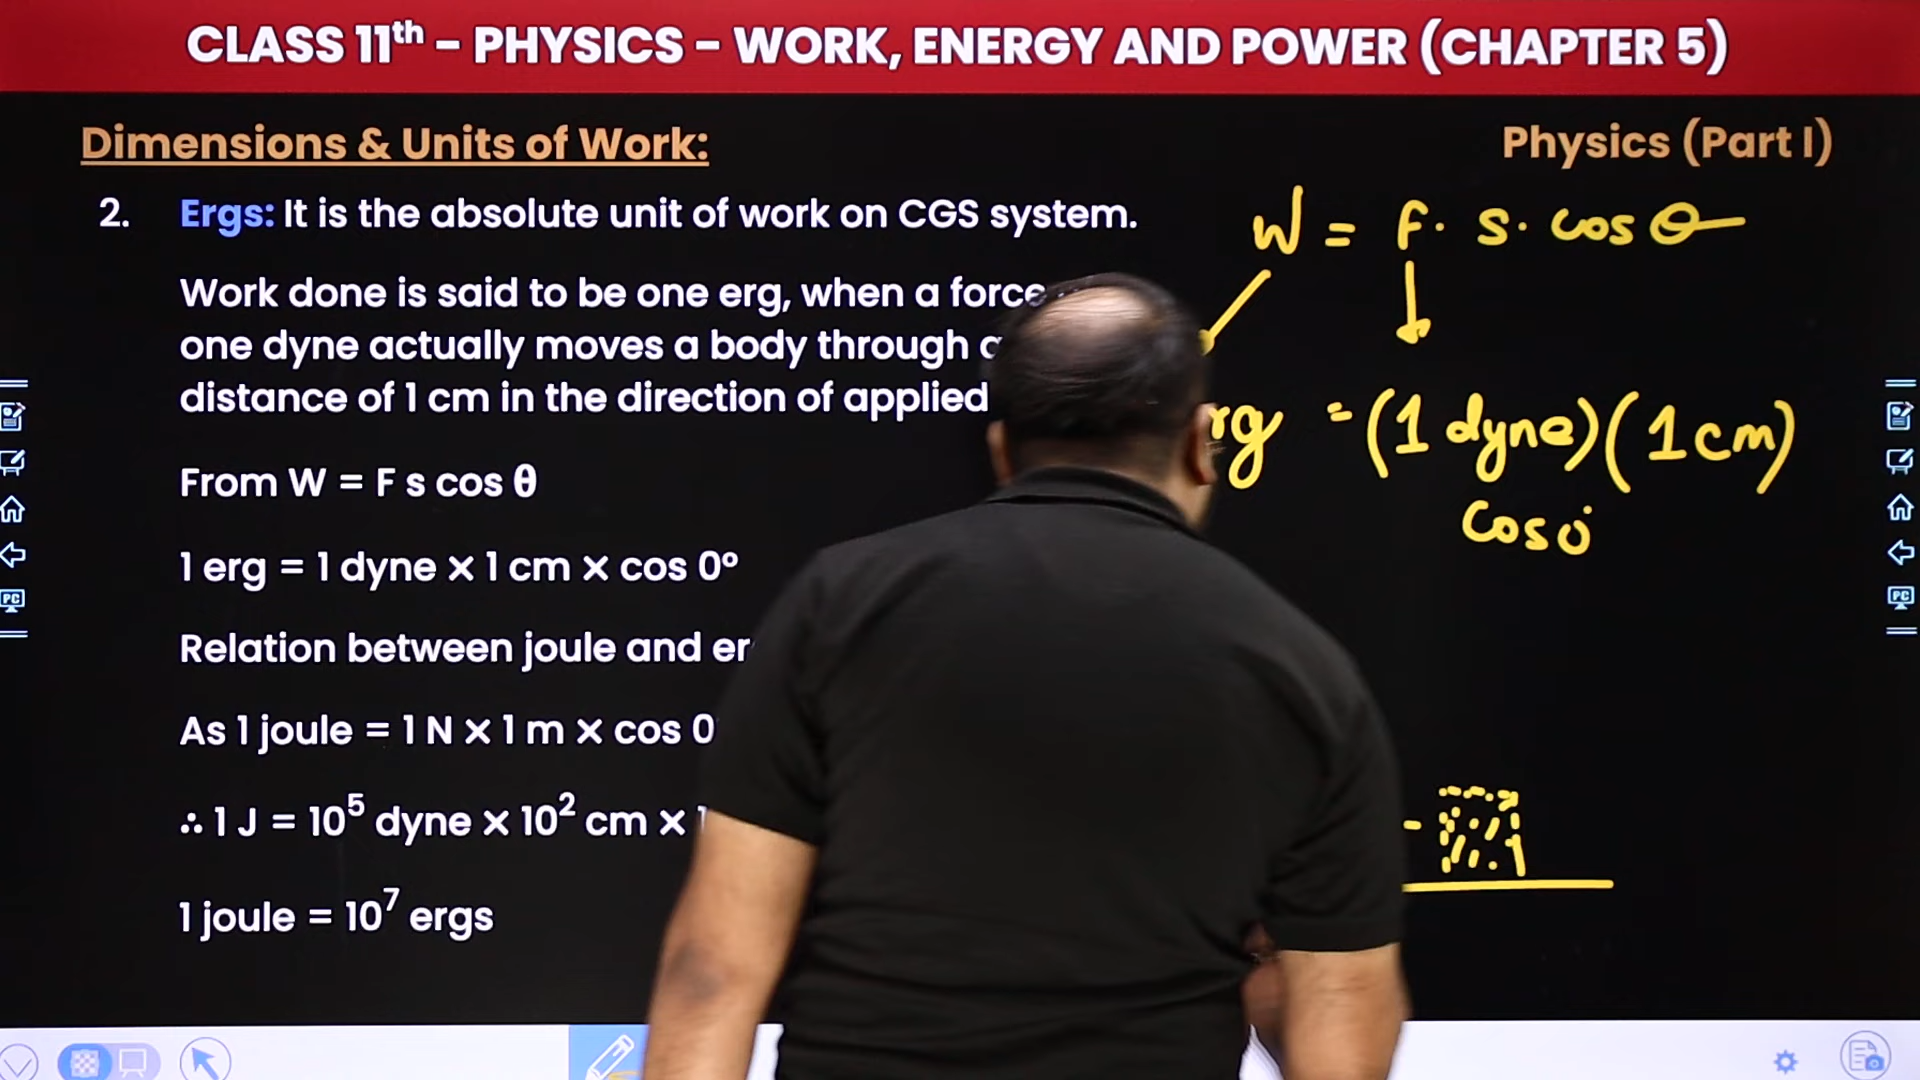 CLASS 11th – PHYSICS – WORK, ENERGY AND POWER (CHAPTER 5)
Dimensions & Units of Work:
Physics (Part I)
2. Ergs: It is the absolute unit of work on CGS system.
Work done is said to be one erg, when a force
one dyne actually moves a body through
distance of 1 cm in the direction of applied
From W = F s cos θ
1 erg = 1 dyne × 1 cm × cos 0°
Relation between joule and
As 1 joule = 1 N × 1 m × cos 0
∴ 1 J = 10⁵ dyne × 10² cm ×
1 joule = 10⁷ ergs
W = F · s · cos θ
rg = (1 dyne) (1 cm)
cos 0°
PC
PC